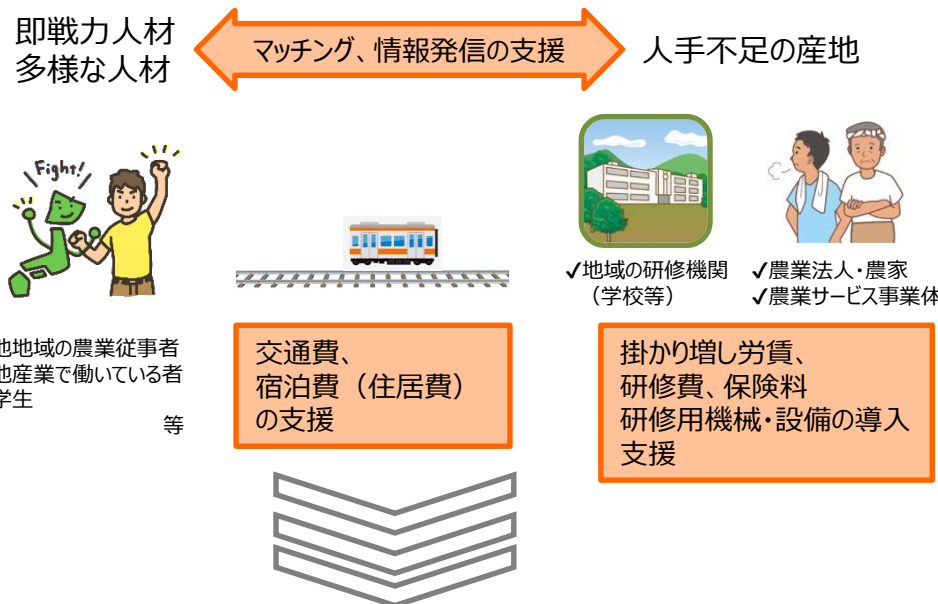 即戦力人材
多様な人材
マッチング、情報発信の支援
人手不足の産地
Fight!
✓地域の研修機関
（学校等）
✓農業法人・農家
✓農業サービス事業体
他地域の農業従事者
他産業で働いている者
学生
等
交通費、
宿泊費（住居費）
の支援
掛かり増し労賃、
研修費、保険料
研修用機械・設備の導入
支援